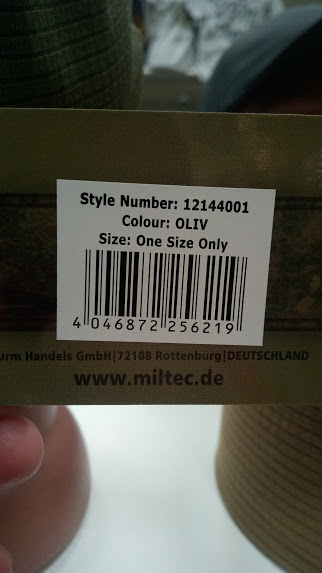 Style Number: 12144001
Colour: OLIV
Size: One Size Only
4 046872 256219
urm Handels GmbH|72108 Rottenburg|DEUTSCHLAND
www.miltec.de